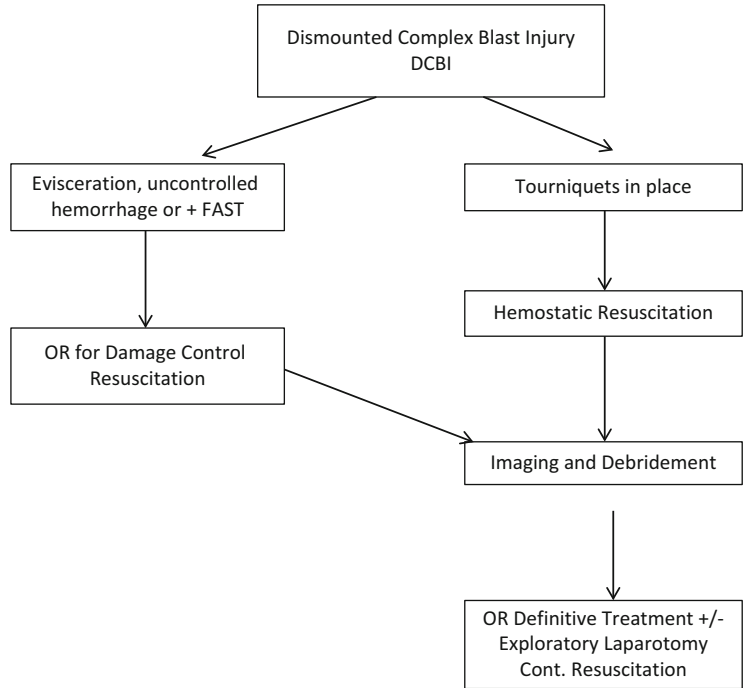 Dismounted Complex Blast Injury
DCBI
Evisceration, uncontrolled
hemorrhage or + FAST
Tourniquets in place
Hemostatic Resuscitation
OR for Damage Control
Resuscitation
Imaging and Debridement
OR Definitive Treatment +/-
Exploratory Laparotomy
Cont. Resuscitation